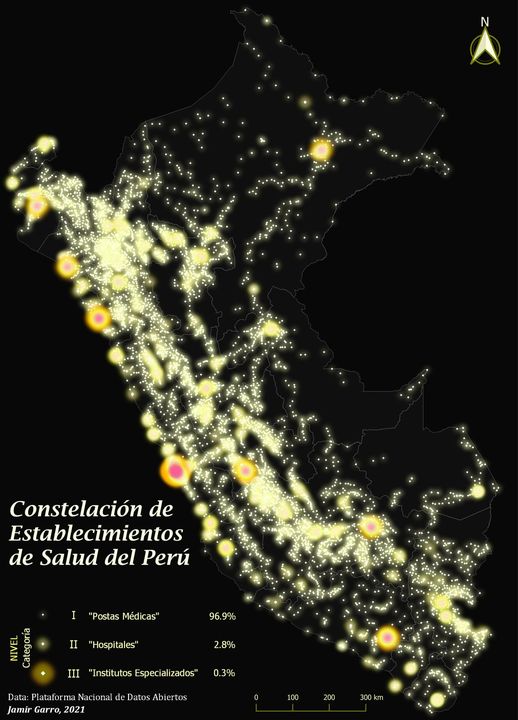 N
Constelación de
Establecimientos
de Salud del Perú
NIVEL
Categoría
I "Postas Médicas" 96.9%
II "Hospitales" 2.8%
III "Institutos Especializados" 0.3%
Data: Plataforma Nacional de Datos Abiertos
Jamir Garro, 2021
0 100 200 300 km